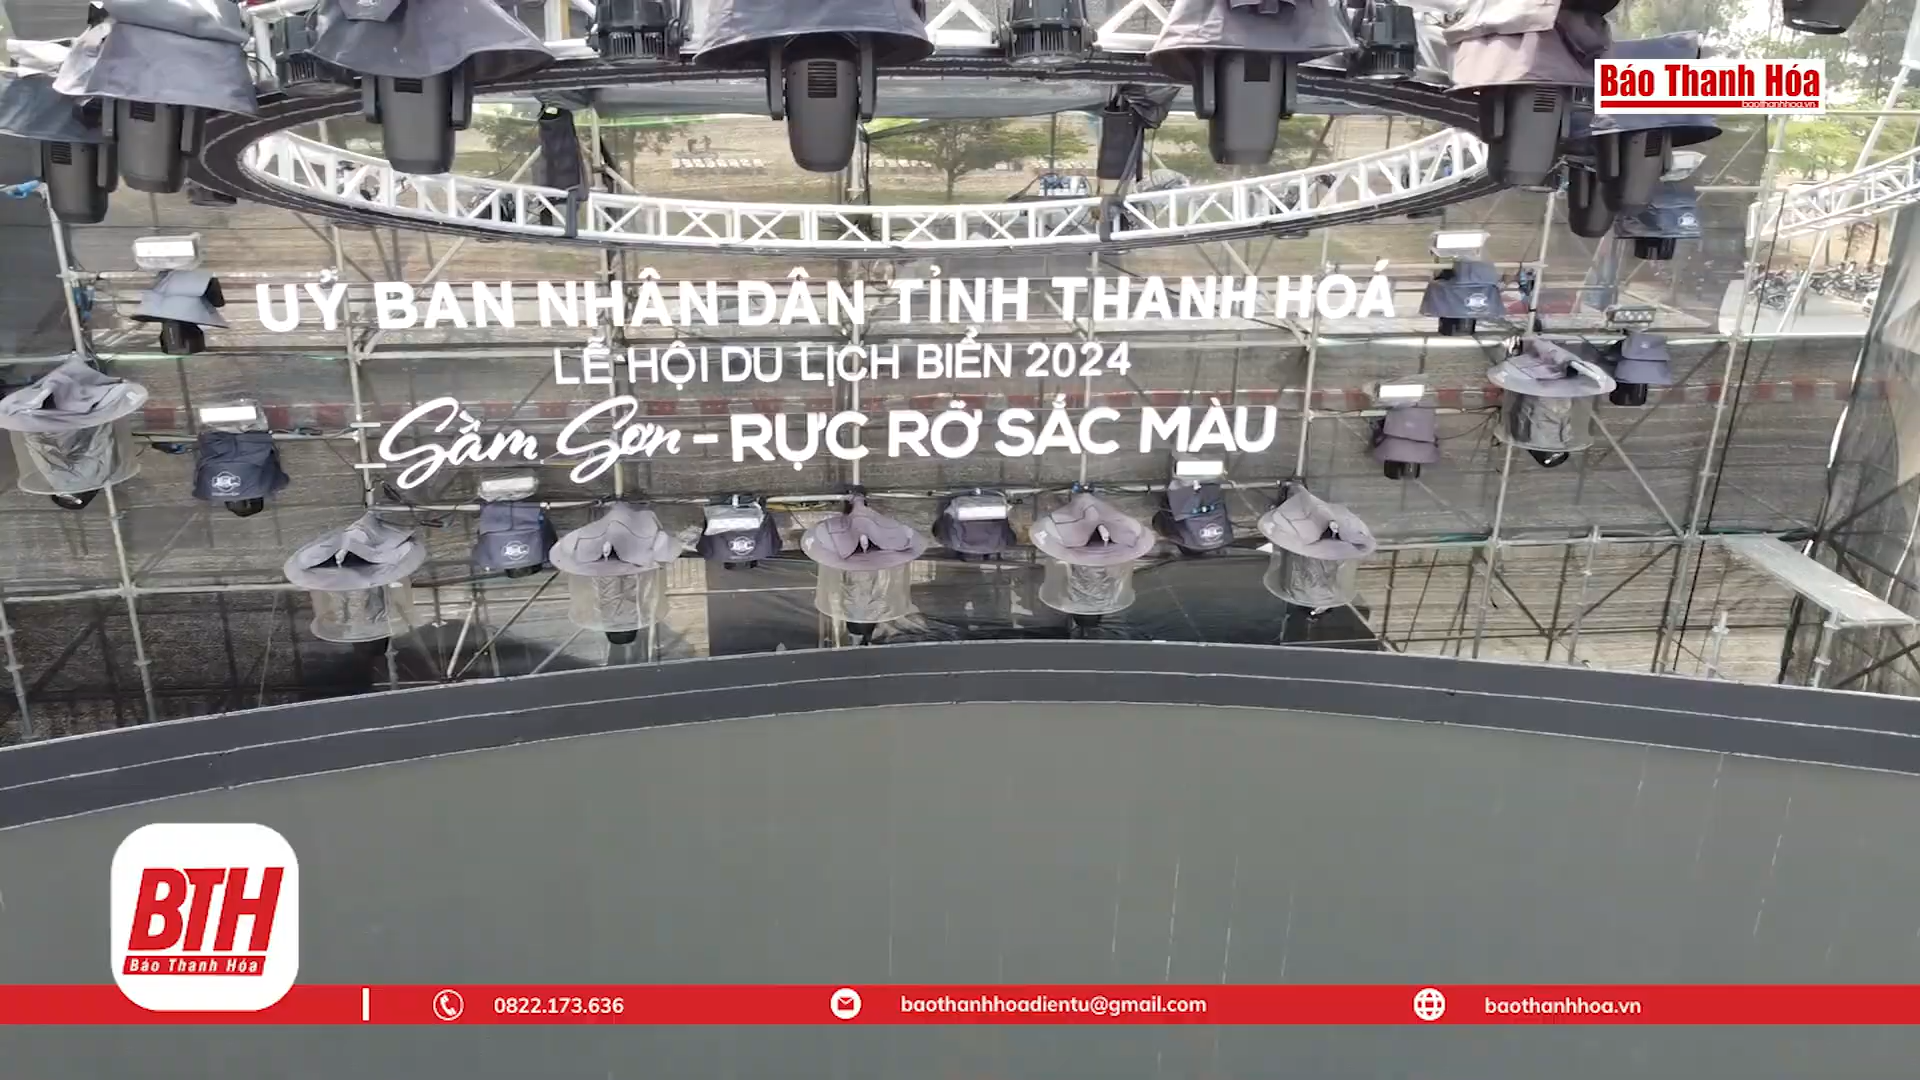 Báo Thanh Hóa
baothanhhoa.vn
UỶ BAN NHÂN DÂN TỈNH THANH HOÁ
LỄ HỘI DU LỊCH BIỂN 2024
Sầm Sơn - RỰC RỠ SẮC MÀU
BTH
Báo Thanh Hóa
0822.173.636
baothanhhoadientu@gmail.com
baothanhhoa.vn